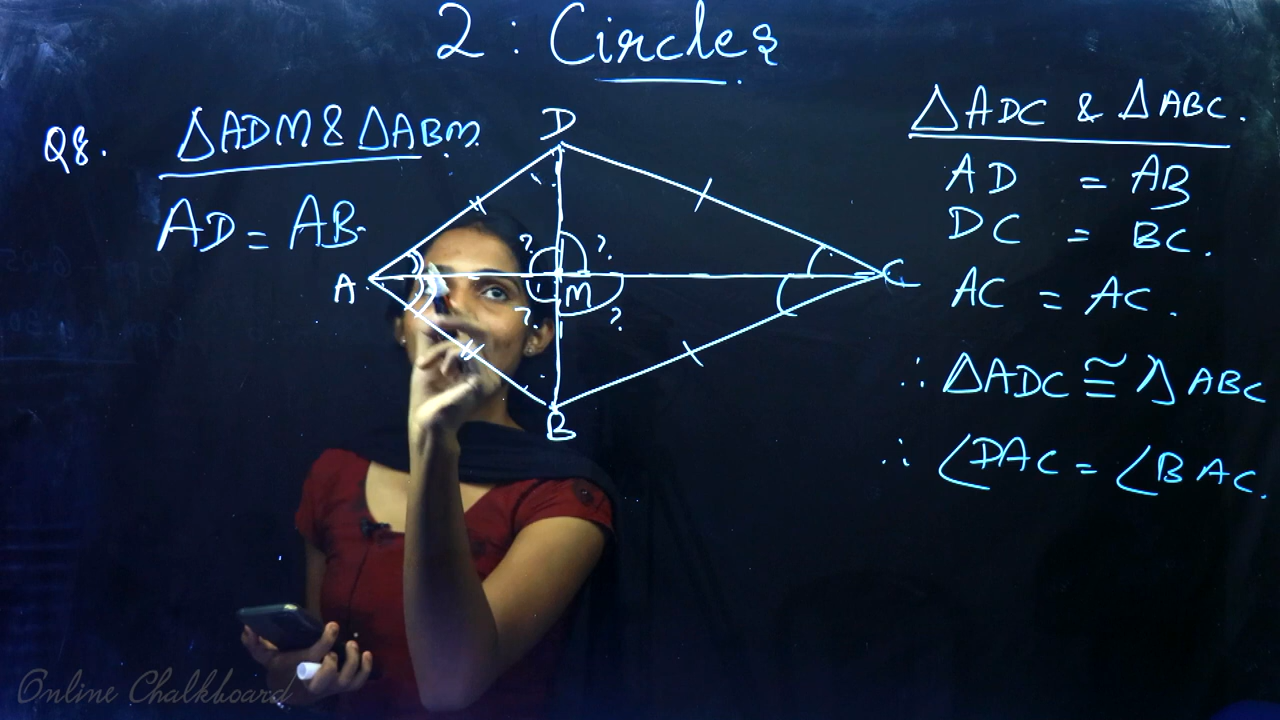 2 : Circles
Q8.
△ADM & △ABM.
AD = AB.
D
A
M
C
B
?
?
?
?
△ADC & △ABC.
AD = AB
DC = BC.
AC = AC.
∴ △ADC ≅ △ABC
∴ ∠DAC = ∠BAC.
Online Chalkboard